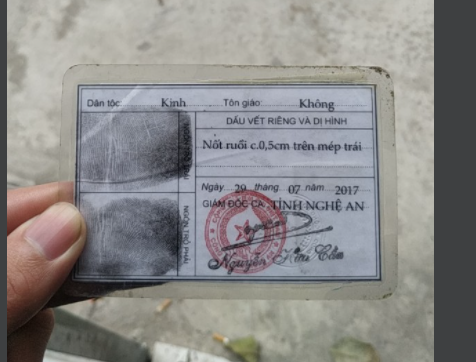 Dân tộc: Kinh Tôn giáo: Không
DẤU VẾT RIÊNG VÀ DỊ HÌNH
Nốt ruồi c.0,5cm trên mép trái
Ngày 29 tháng 07 năm 2017
GIÁM ĐỐC CA TỈNH NGHỆ AN
NGÓN TRỎ TRÁI
NGÓN TRỎ PHẢI
Nguyễn Hữu Cầu